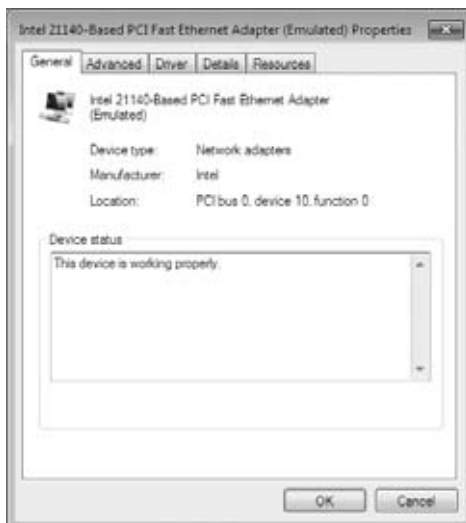 Intel 21140-Based PCI Fast Ethernet Adapter (Emulated) Properties
General Advanced Driver Details Resources
Intel 21140-Based PCI Fast Ethernet Adapter
(Emulated)
Device type: Network adapters
Manufacturer: Intel
Location: PCI bus 0, device 10, function 0
Device status
This device is working properly.
OK Cancel